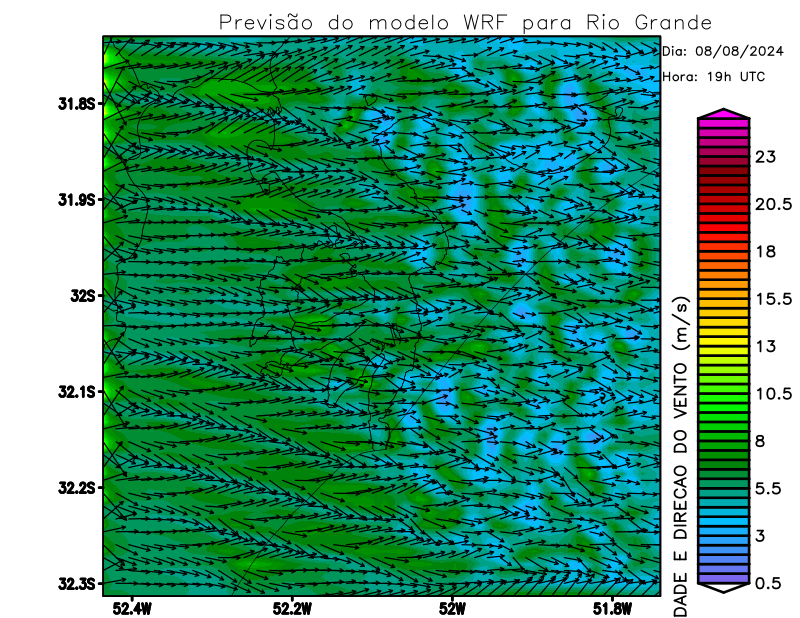 Previsão do modelo WRF para Rio Grande
Dia: 08/08/2024
Hora: 19h UTC
31.8S
31.9S
32S
32.1S
32.2S
32.3S
52.4W
52.2W
52W
51.8W
DADE E DIRECAO DO VENTO (m/s)
23
20.5
18
15.5
13
10.5
8
5.5
3
0.5